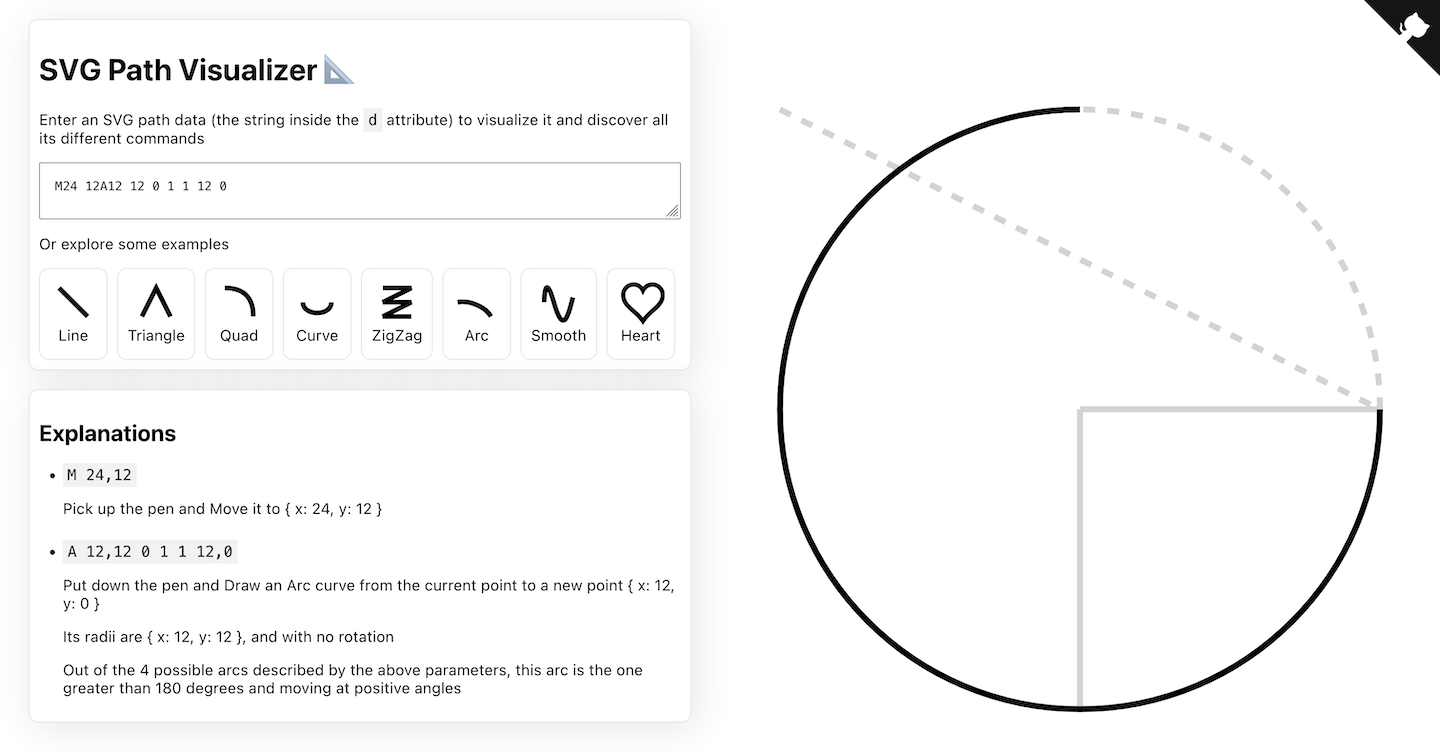 SVG Path Visualizer 📐
Enter an SVG path data (the string inside the d attribute) to visualize it and discover all
its different commands
M24 12A12 12 0 1 1 12 0
Or explore some examples
Line Triangle Quad Curve ZigZag Arc Smooth Heart
Explanations
• M 24,12
Pick up the pen and Move it to { x: 24, y: 12 }
• A 12,12 0 1 1 12,0
Put down the pen and Draw an Arc curve from the current point to a new point { x: 12,
y: 0 }
Its radii are { x: 12, y: 12 }, and with no rotation
Out of the 4 possible arcs described by the above parameters, this arc is the one
greater than 180 degrees and moving at positive angles